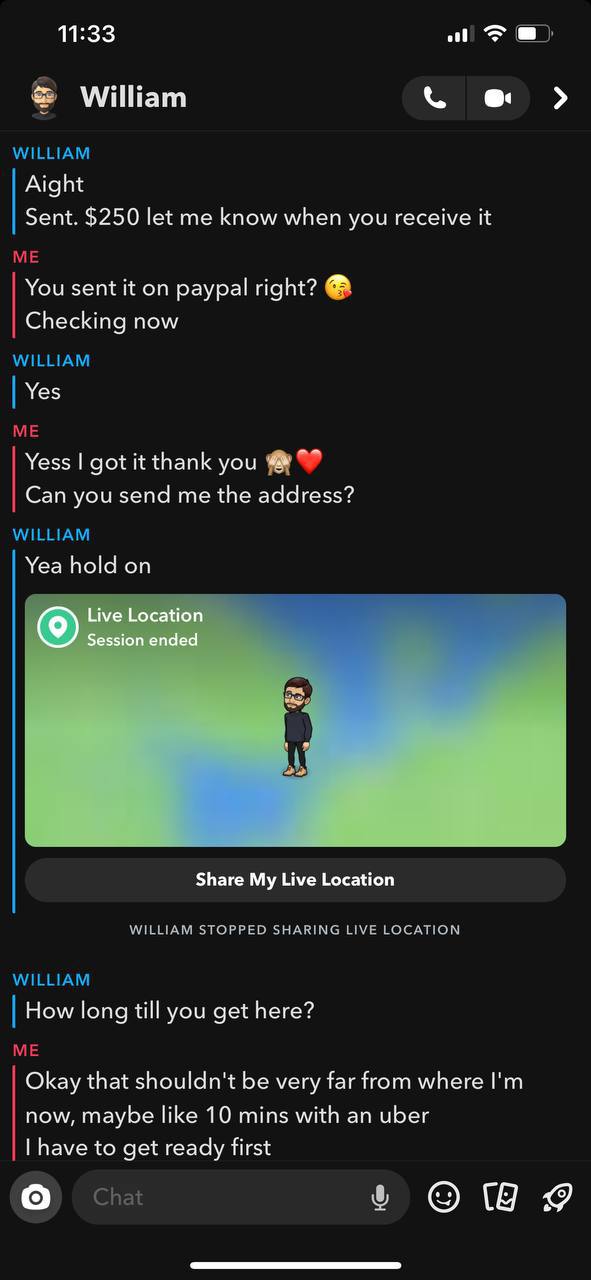 11:33
William
WILLIAM
Aight
Sent. $250 let me know when you receive it
ME
You sent it on paypal right? 😘
Checking now
WILLIAM
Yes
ME
Yess I got it thank you 🙈❤️
Can you send me the address?
WILLIAM
Yea hold on
Live Location
Session ended
Share My Live Location
WILLIAM STOPPED SHARING LIVE LOCATION
WILLIAM
How long till you get here?
ME
Okay that shouldn't be very far from where I'm
now, maybe like 10 mins with an uber
I have to get ready first
Chat